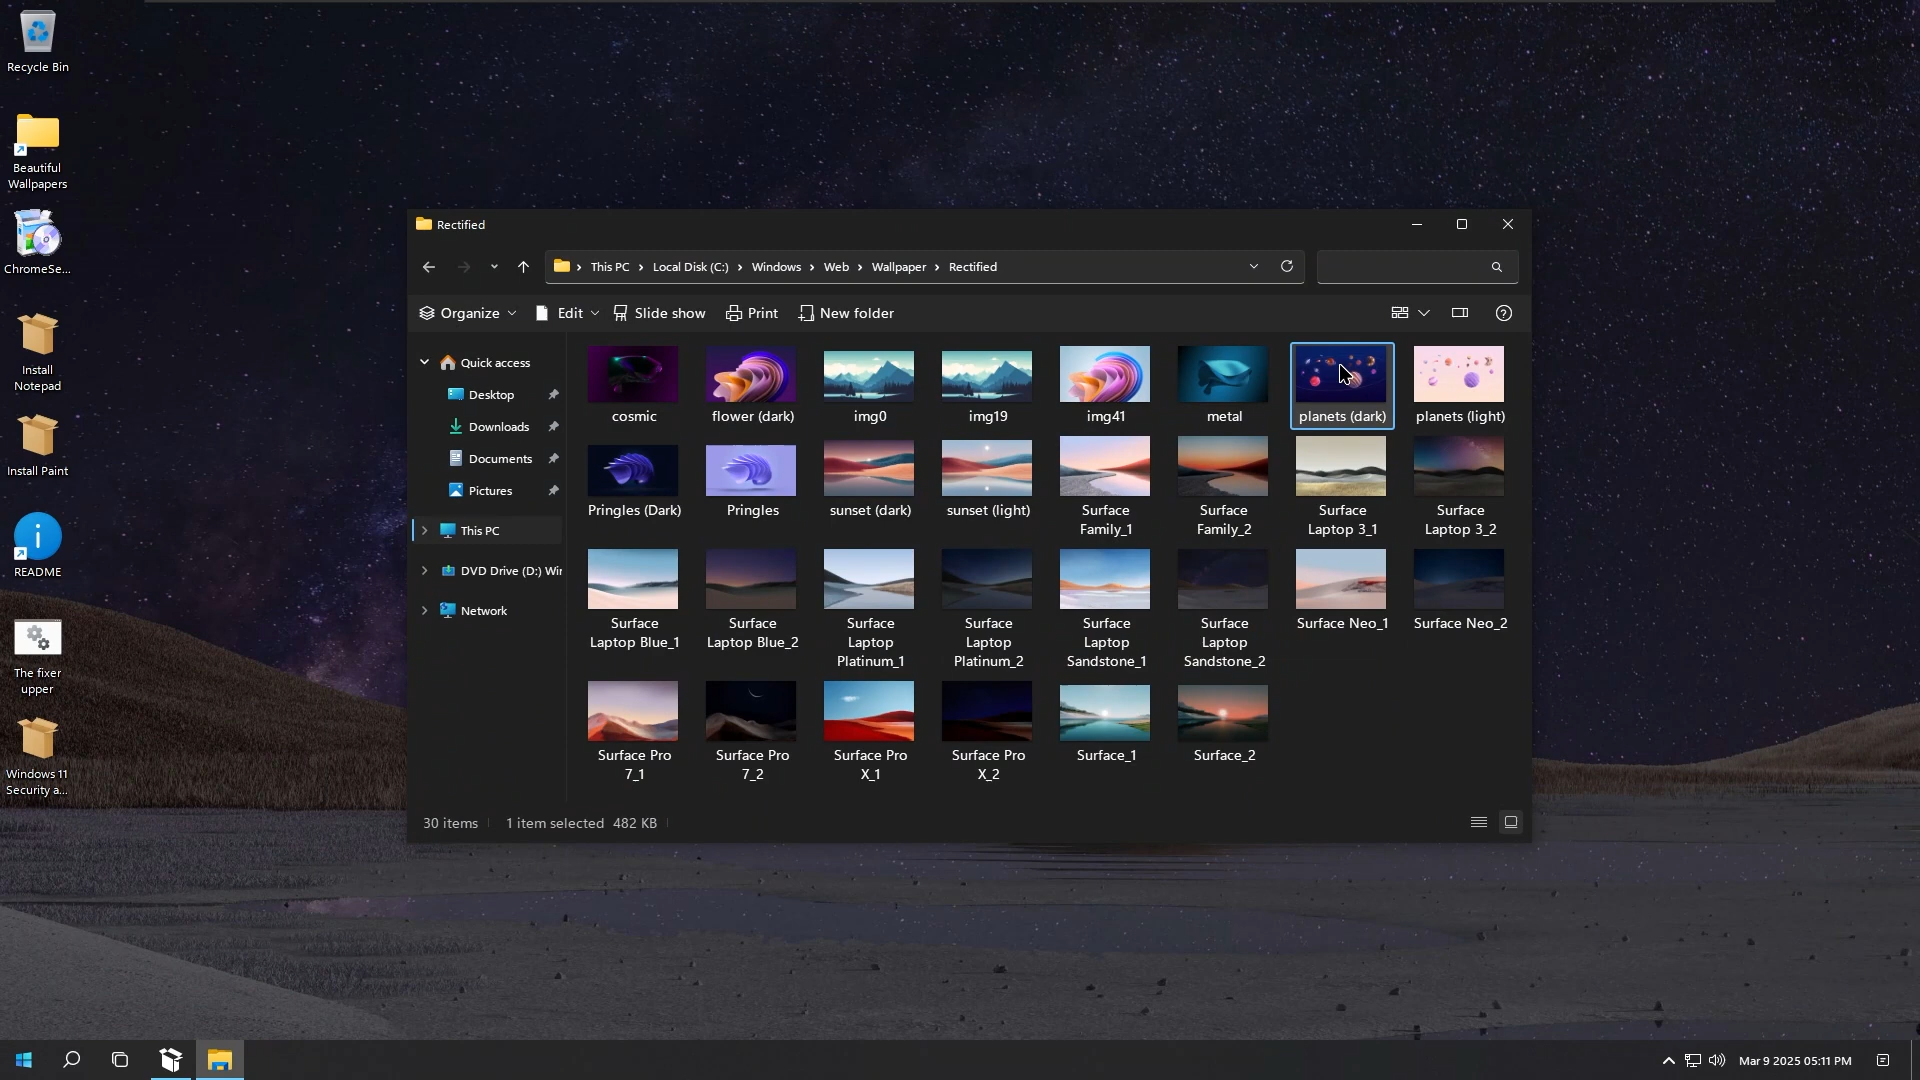 Recycle Bin
Beautiful
Wallpapers
ChromeSe...
Install
Notepad
Install Paint
README
The fixer
upper
Windows 11
Security a...
Rectified
This PC
Local Disk (C:)
Windows
Web
Wallpaper
Rectified
Organize
Edit
Slide show
Print
New folder
Quick access
Desktop
Downloads
Documents
Pictures
This PC
DVD Drive (D:) Wir
Network
cosmic
flower (dark)
img0
img19
img41
metal
planets (dark)
planets (light)
Pringles (Dark)
Pringles
sunset (dark)
sunset (light)
Surface
Family_1
Surface
Family_2
Surface
Laptop 3_1
Surface
Laptop 3_2
Surface
Laptop Blue_1
Surface
Laptop Blue_2
Surface
Laptop
Platinum_1
Surface
Laptop
Platinum_2
Surface
Laptop
Sandstone_1
Surface
Laptop
Sandstone_2
Surface Neo_1
Surface Neo_2
Surface Pro
7_1
Surface Pro
7_2
Surface Pro
X_1
Surface Pro
X_2
Surface_1
Surface_2
30 items
1 item selected 482 KB
Mar 9 2025 05:11 PM